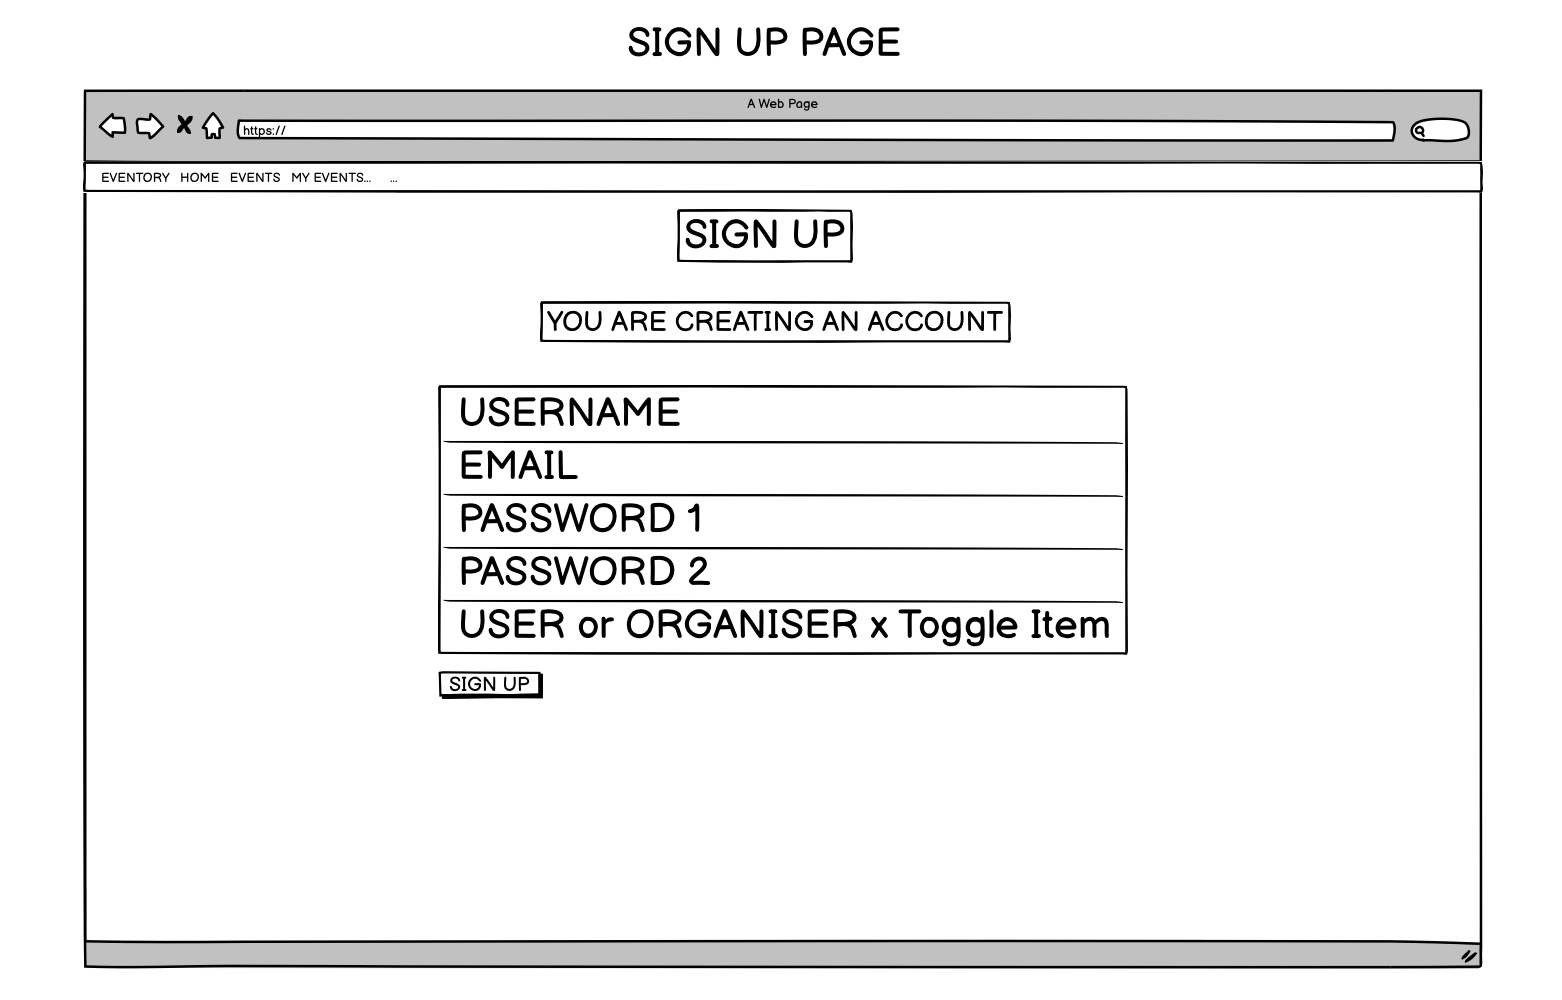 SIGN UP PAGE
A Web Page
https://
EVENTORY HOME EVENTS MY EVENTS... ...
SIGN UP
YOU ARE CREATING AN ACCOUNT
USERNAME
EMAIL
PASSWORD 1
PASSWORD 2
USER or ORGANISER x Toggle Item
SIGN UP